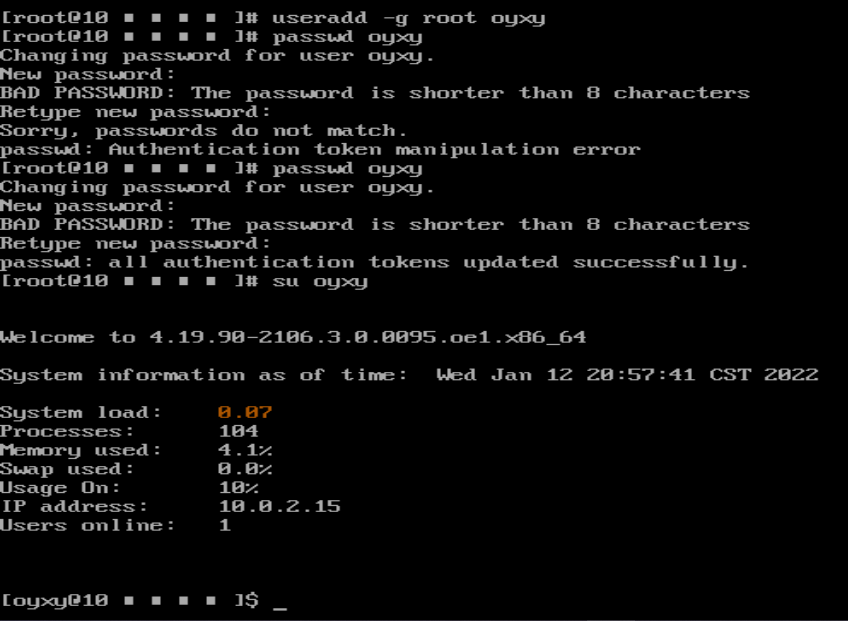 [root@10 ▪ ▪ ▪ ▪ ]# useradd -g root oyxy
[root@10 ▪ ▪ ▪ ▪ ]# passwd oyxy
Changing password for user oyxy.
New password:
BAD PASSWORD: The password is shorter than 8 characters
Retype new password:
Sorry, passwords do not match.
passwd: Authentication token manipulation error
[root@10 ▪ ▪ ▪ ▪ ]# passwd oyxy
Changing password for user oyxy.
New password:
BAD PASSWORD: The password is shorter than 8 characters
Retype new password:
passwd: all authentication tokens updated successfully.
[root@10 ▪ ▪ ▪ ▪ ]# su oyxy
Welcome to 4.19.90-2106.3.0.0095.oe1.x86_64
System information as of time:  Wed Jan 12 20:57:41 CST 2022
System load:    0.07
Processes:      104
Memory used:    4.1%
Swap used:      0.0%
Usage On:       10%
IP address:     10.0.2.15
Users online:   1
[oyxy@10 ▪ ▪ ▪ ▪ ]$ _